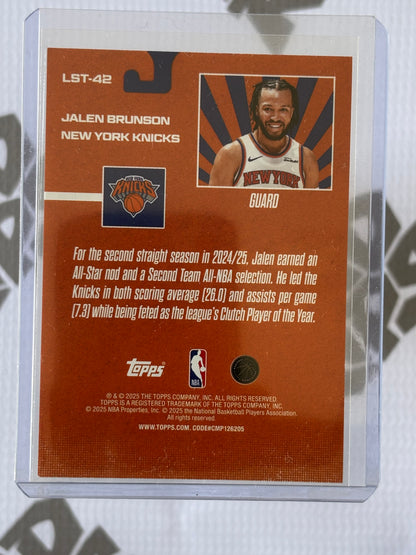 LST-42
JALEN BRUNSON
NEW YORK KNICKS
NEW YORK
KNICKS
NEW YORK
GUARD
For the second straight season in 2024/25, Jalen earned an
All-Star nod and a Second Team All-NBA selection. He led the
Knicks in both scoring average (26.0) and assists per game
(7.3) while being feted as the league's Clutch Player of the Year.
Topps
NBA
® & © 2025 THE TOPPS COMPANY, INC. ALL RIGHTS RESERVED.
TOPPS IS A REGISTERED TRADEMARK OF THE TOPPS COMPANY, INC.
© 2025 NBA Properties, Inc. © 2025 the National Basketball Players Association.
All rights reserved.
WWW.TOPPS.COM. CODE#CMP126205